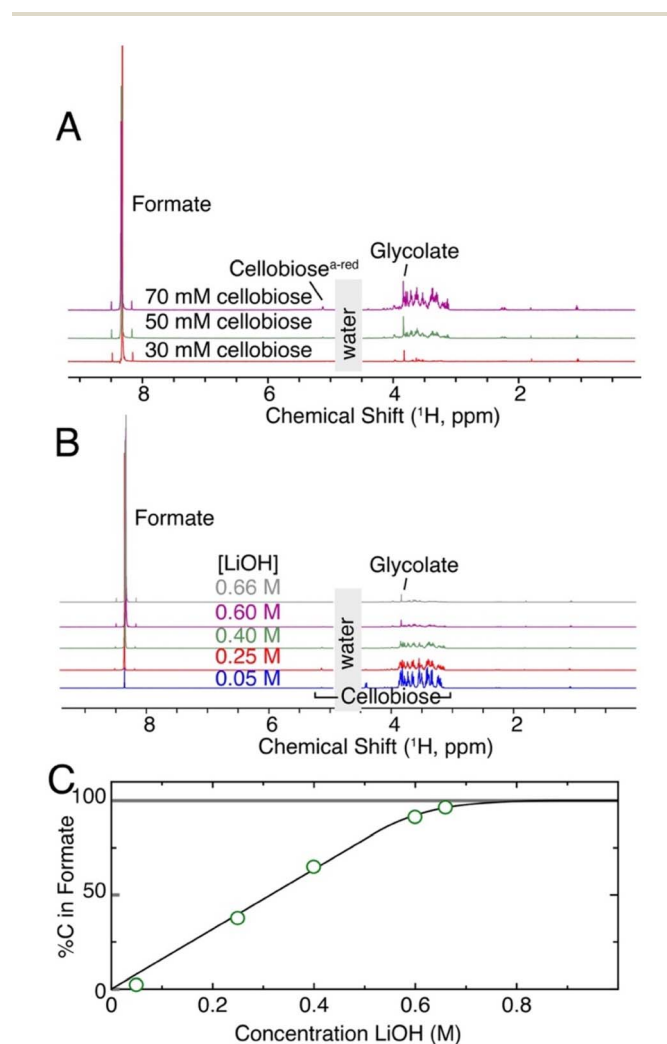 A
Formate
Glycolate
Cellobiose^a-red
70 mM cellobiose
50 mM cellobiose
30 mM cellobiose
water
8 6 4 2
Chemical Shift (¹H, ppm)
B
Formate
[LiOH]
Glycolate
0.66 M
0.60 M
0.40 M
0.25 M
0.05 M
water
Cellobiose
8 6 4 2
Chemical Shift (¹H, ppm)
C
100
50
0
%C in Formate
0 0.2 0.4 0.6 0.8
Concentration LiOH (M)